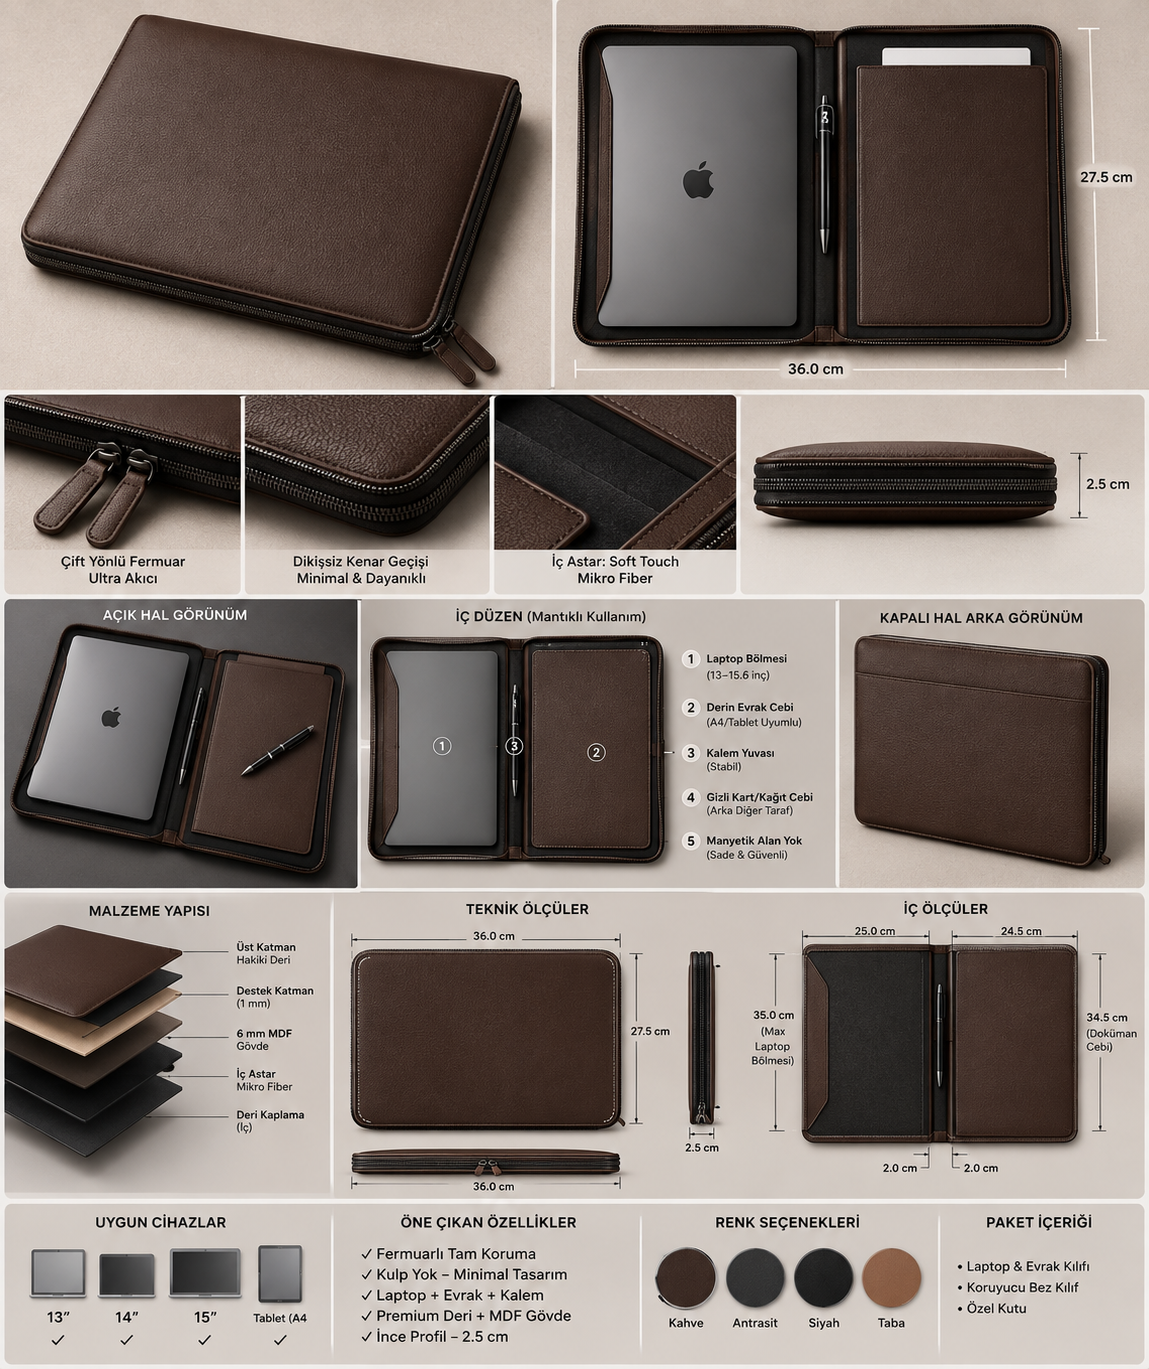 27.5 cm
36.0 cm
Çift Yönlü Fermuar
Ultra Akıcı
Dikişsiz Kenar Geçişi
Minimal & Dayanıklı
İç Astar: Soft Touch
Mikro Fiber
2.5 cm
AÇIK HAL GÖRÜNÜM
İÇ DÜZEN (Mantıklı Kullanım)
1
3
2
1 Laptop Bölmesi
(13–15.6 inç)
2 Derin Evrak Cebi
(A4/Tablet Uyumlu)
3 Kalem Yuvası
(Stabil)
4 Gizli Kart/Kağıt Cebi
(Arka Diğer Taraf)
5 Manyetik Alan Yok
(Sade & Güvenli)
KAPALI HAL ARKA GÖRÜNÜM
MALZEME YAPISI
Üst Katman
Hakiki Deri
Destek Katman
(1 mm)
6 mm MDF
Gövde
İç Astar
Mikro Fiber
Deri Kaplama
(İç)
TEKNİK ÖLÇÜLER
36.0 cm
27.5 cm
2.5 cm
36.0 cm
İÇ ÖLÇÜLER
25.0 cm
24.5 cm
35.0 cm
(Max
Laptop
Bölmesi)
34.5 cm
(Doküman
Cebi)
2.0 cm
2.0 cm
UYGUN CİHAZLAR
13”
14”
15”
Tablet (A4
✓ ✓ ✓ ✓
ÖNE ÇIKAN ÖZELLİKLER
✓ Fermuarlı Tam Koruma
✓ Kulp Yok – Minimal Tasarım
✓ Laptop + Evrak + Kalem
✓ Premium Deri + MDF Gövde
✓ İnce Profil – 2.5 cm
RENK SEÇENEKLERİ
Kahve
Antrasit
Siyah
Taba
PAKET İÇERİĞİ
• Laptop & Evrak Kılıfı
• Koruyucu Bez Kılıf
• Özel Kutu